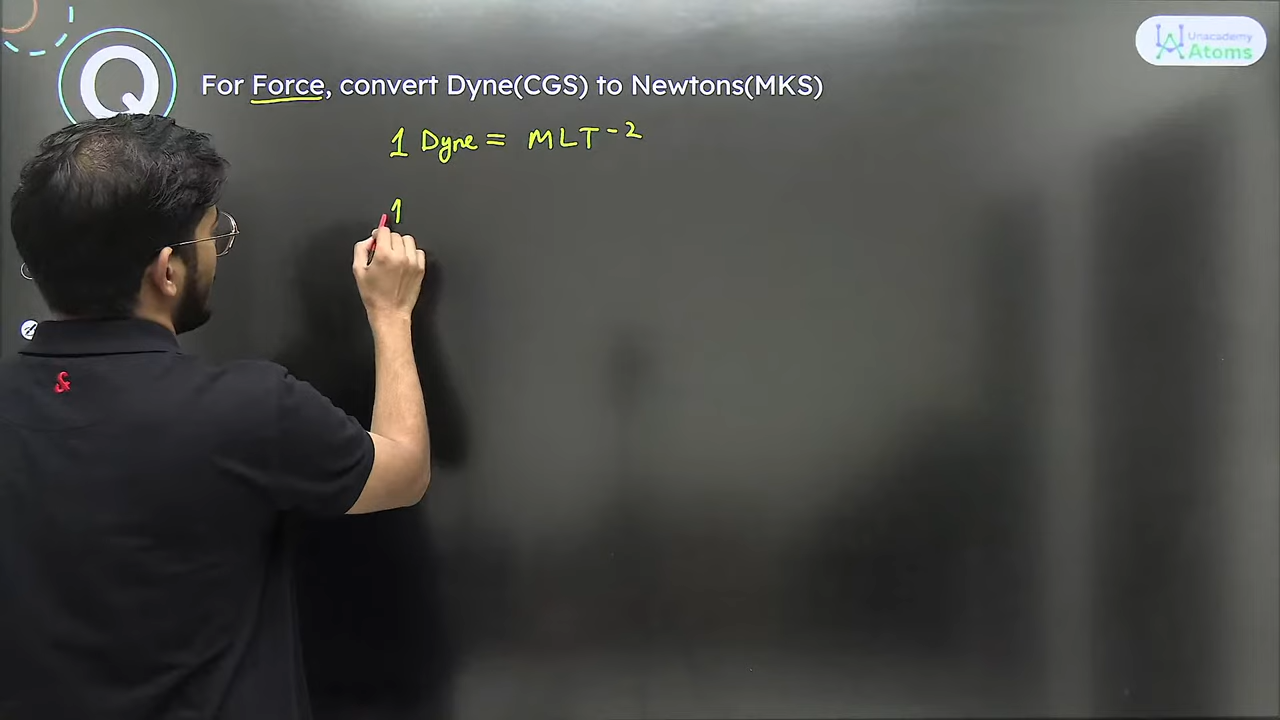 Unacademy
Atoms
Q
For Force, convert Dyne(CGS) to Newtons(MKS)
1 Dyne = MLT⁻²
1
&